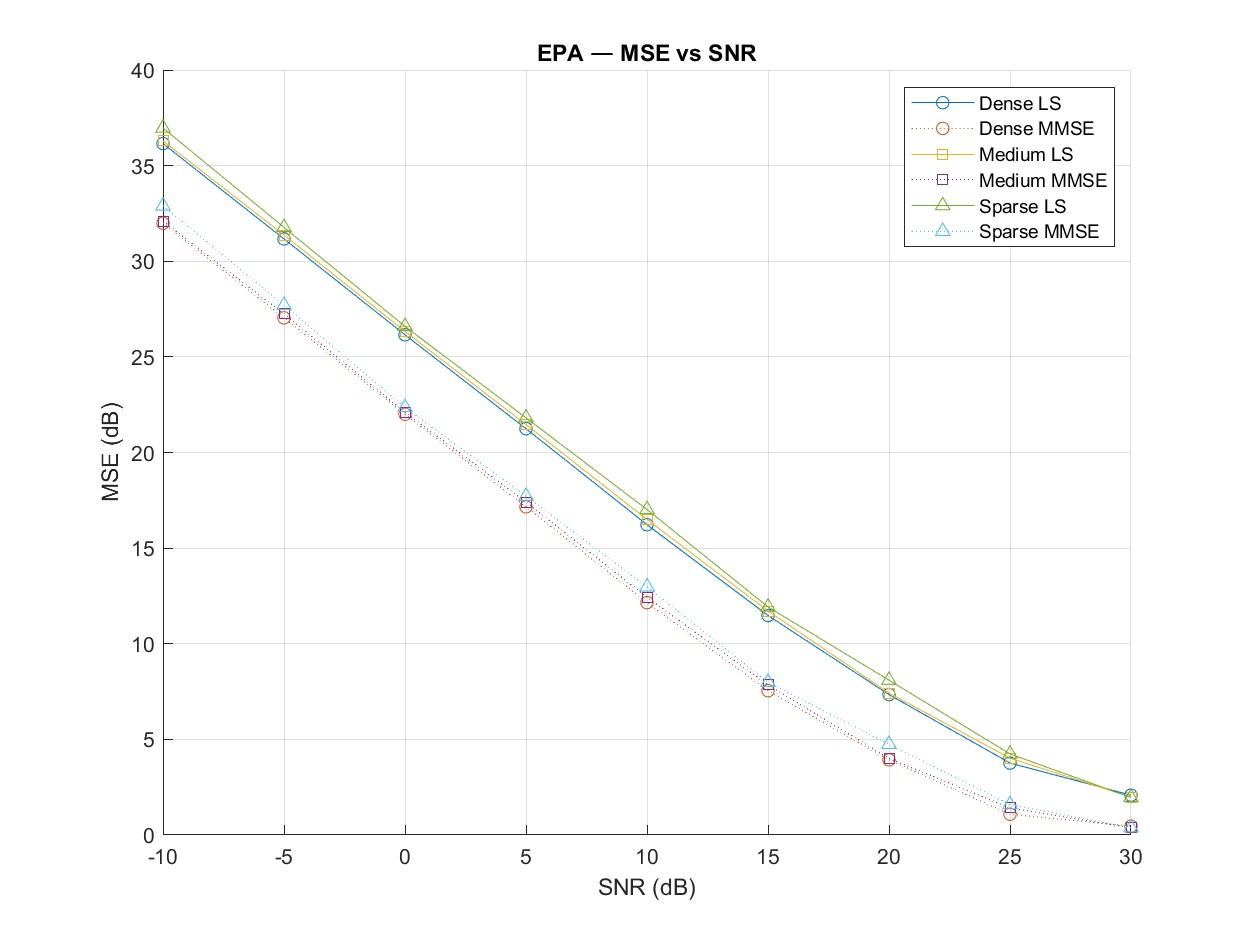 EPA — MSE vs SNR
40
35
30
25
20
15
10
5
0
MSE (dB)
Dense LS
Dense MMSE
Medium LS
Medium MMSE
Sparse LS
Sparse MMSE
-10 -5 0 5 10 15 20 25 30
SNR (dB)